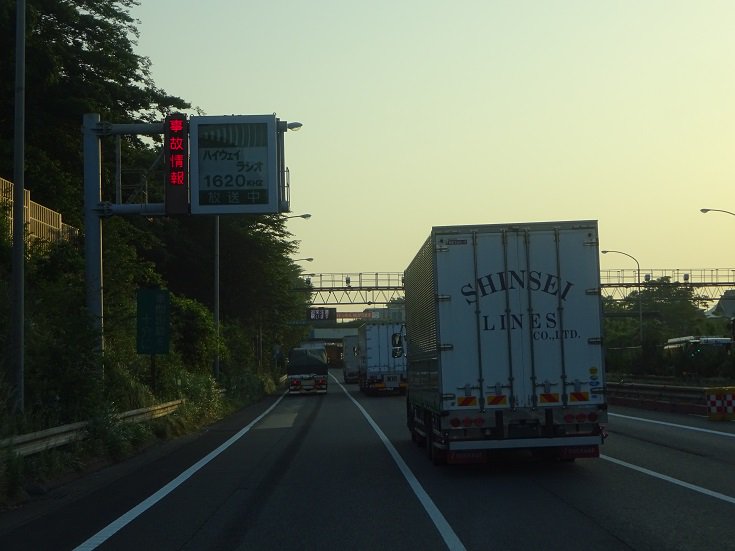 事故情報
ハイウェイ
ラジオ
1620KHZ
放送中
SHINSEI
LINES
CO.,LTD.